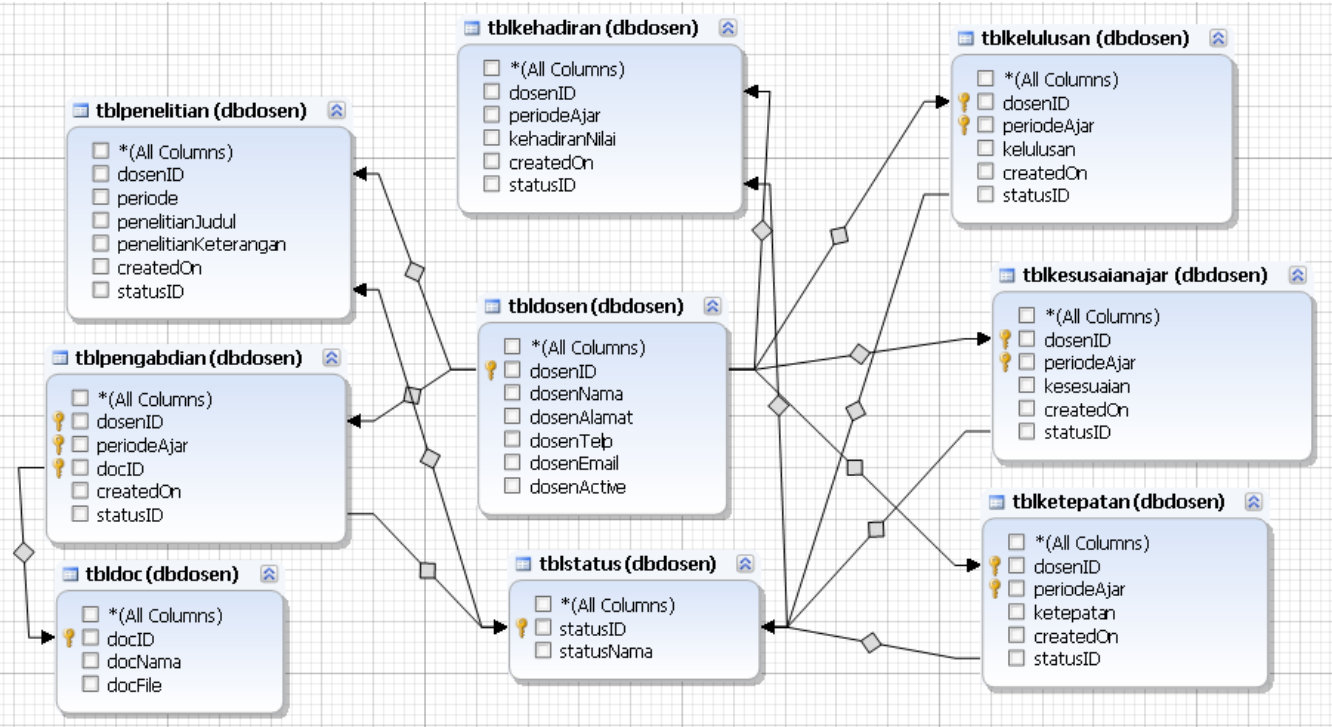 tblkehadiran (dbdosen)
*(All Columns)
dosenID
periodeAjar
kehadiranNilai
createdOn
statusID
tblkelulusan (dbdosen)
*(All Columns)
dosenID
periodeAjar
kelulusan
createdOn
statusID
tblpenelitian (dbdosen)
*(All Columns)
dosenID
periode
penelitianJudul
penelitianKeterangan
createdOn
statusID
tblkesusaianajar (dbdosen)
*(All Columns)
dosenID
periodeAjar
kesesuaian
createdOn
statusID
tbldosen (dbdosen)
*(All Columns)
dosenID
dosenNama
dosenAlamat
dosenTelp
dosenEmail
dosenActive
tblpengabdian (dbdosen)
*(All Columns)
dosenID
periodeAjar
docID
createdOn
statusID
tblketepatan (dbdosen)
*(All Columns)
dosenID
periodeAjar
ketepatan
createdOn
statusID
tblstatus (dbdosen)
*(All Columns)
statusID
statusNama
tbldoc (dbdosen)
*(All Columns)
docID
docNama
docFile